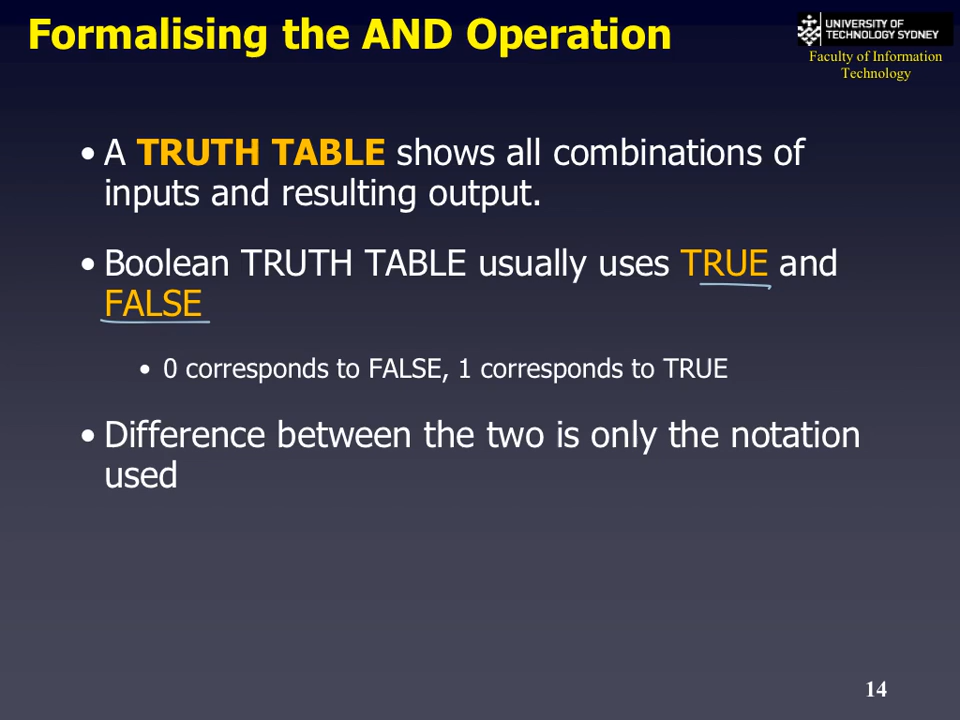 Formalising the AND Operation
UNIVERSITY OF
TECHNOLOGY SYDNEY
Faculty of Information
Technology
• A TRUTH TABLE shows all combinations of
inputs and resulting output.
• Boolean TRUTH TABLE usually uses TRUE and
FALSE
• 0 corresponds to FALSE, 1 corresponds to TRUE
• Difference between the two is only the notation
used
14